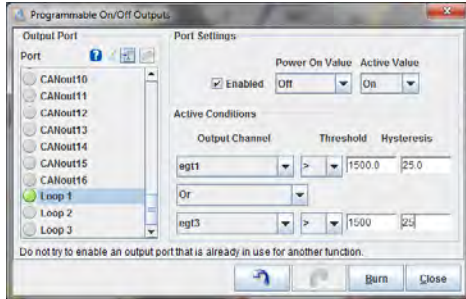 Programmable On/Off Outputs
Output Port
Port
CANout10
CANout11
CANout12
CANout13
CANout14
CANout15
CANout16
Loop 1
Loop 2
Loop 3
Port Settings
Power On Value Active Value
Enabled Off On
Active Conditions
Output Channel Threshold Hysteresis
egt1 > 1500.0 25.0
Or
egt3 > 1500 25
Do not try to enable an output port that is already in use for another function.
Burn Close